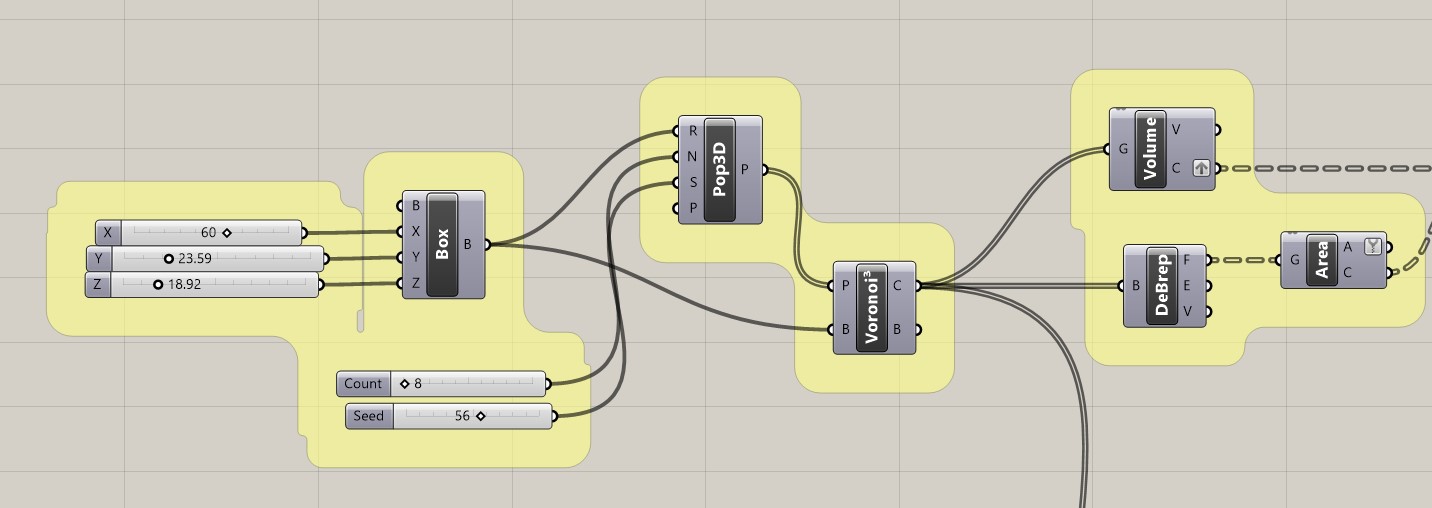 X 60
Y 23.59
Z 18.92
B
X
Y
Z
Box
B
Count 8
Seed 56
R
N
S
P
Pop3D
P
P
B
Voronoi³
C
B
G
Volume
V
C
B
DeBrep
F
E
V
G
Area
A
C